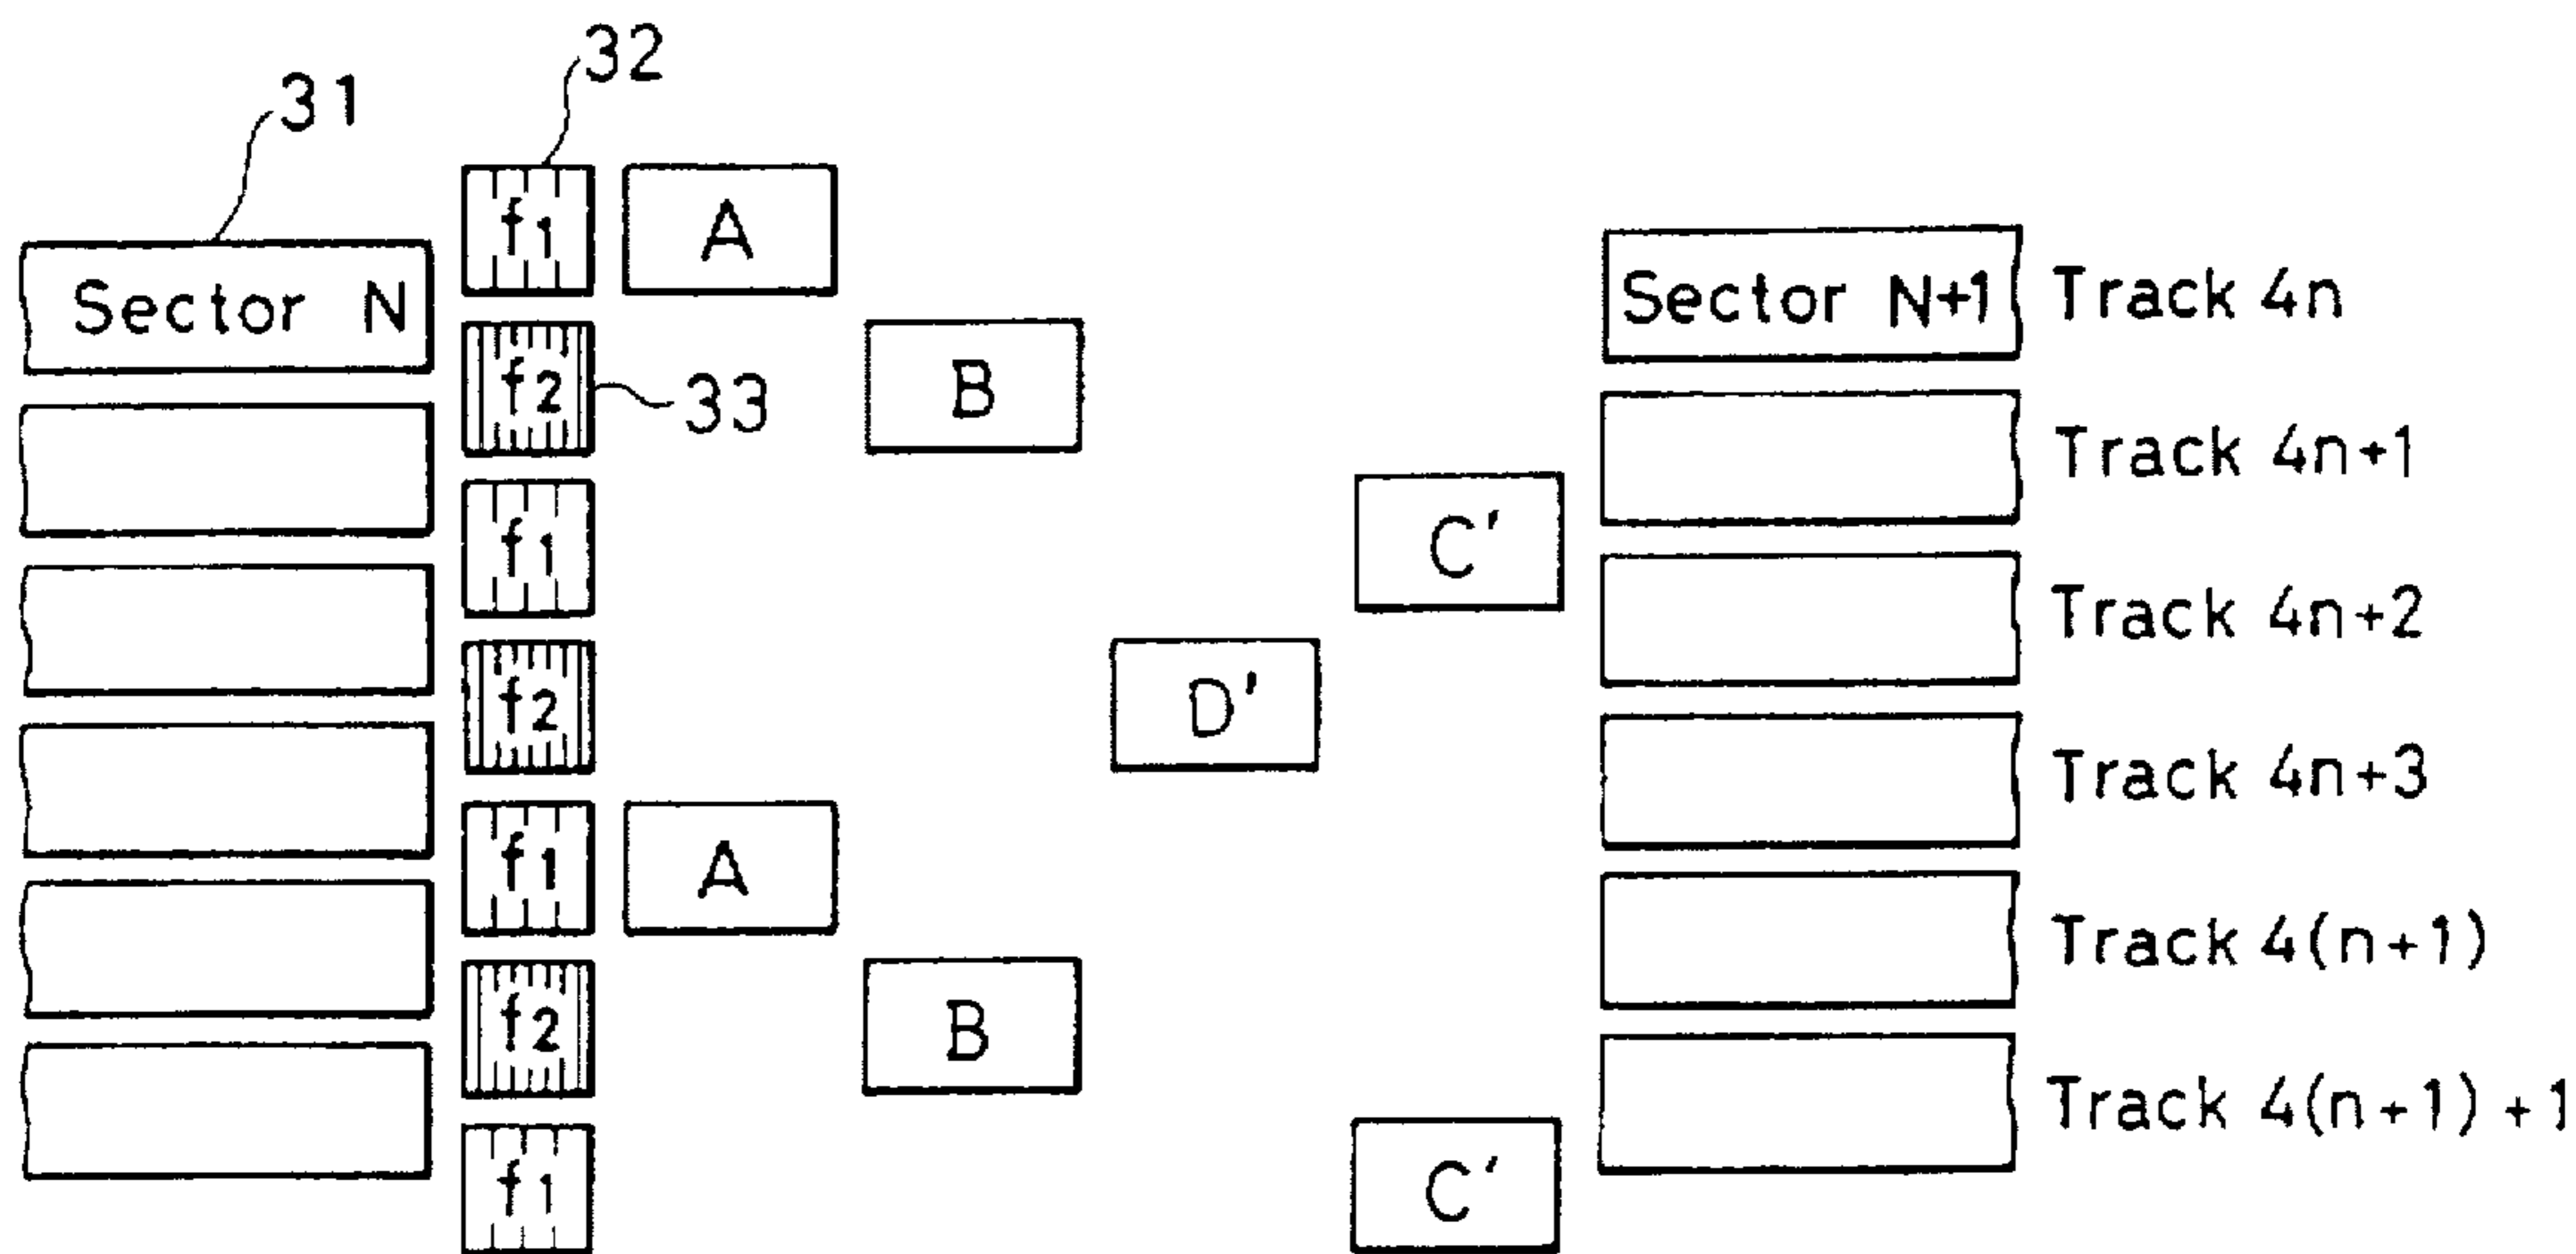 32
31
f1 A
Sector N Sector N+1 Track 4n
f2 33 B
Track 4n+1
f1 C'
Track 4n+2
f2 D'
Track 4n+3
f1 A
Track 4(n+1)
f2 B
Track 4(n+1)+1
f1 C'